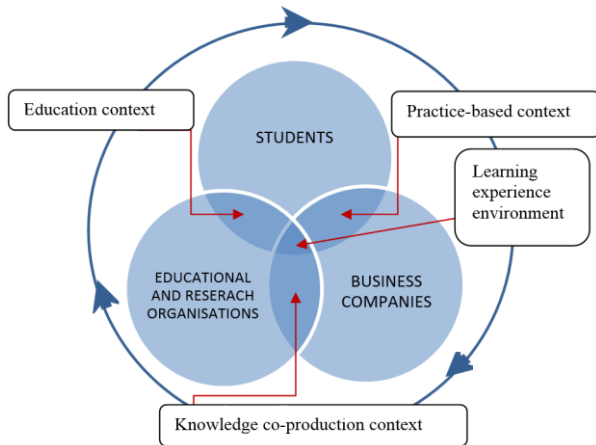 Education context
Practice-based context
STUDENTS
Learning
experience
environment
EDUCATIONAL
AND RESERACH
ORGANISATIONS
BUSINESS
COMPANIES
Knowledge co-production context